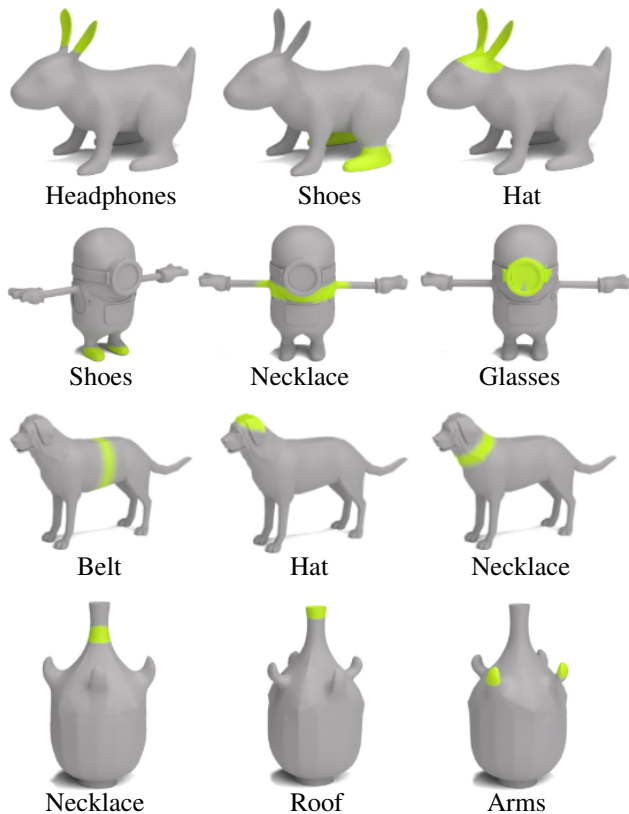 Headphones Shoes Hat
Shoes Necklace Glasses
Belt Hat Necklace
Necklace Roof Arms